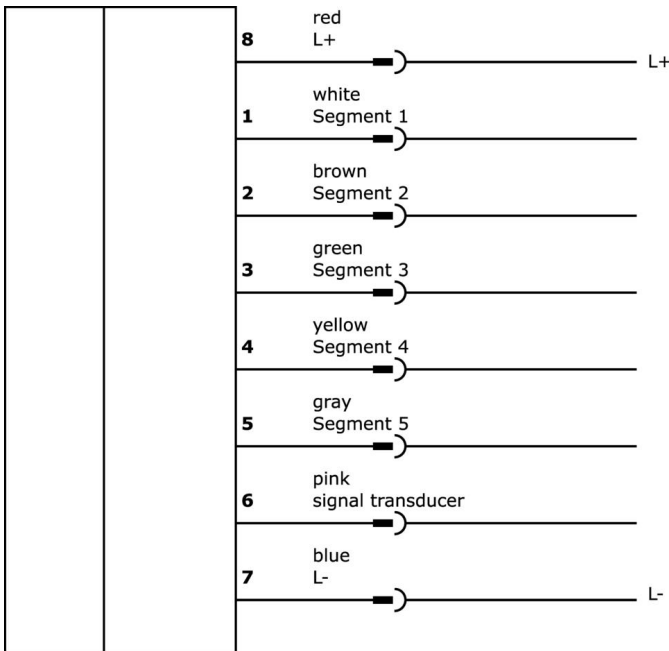 red
8 L+
L+
white
1 Segment 1
brown
2 Segment 2
green
3 Segment 3
yellow
4 Segment 4
gray
5 Segment 5
pink
6 signal transducer
blue
7 L-
L-